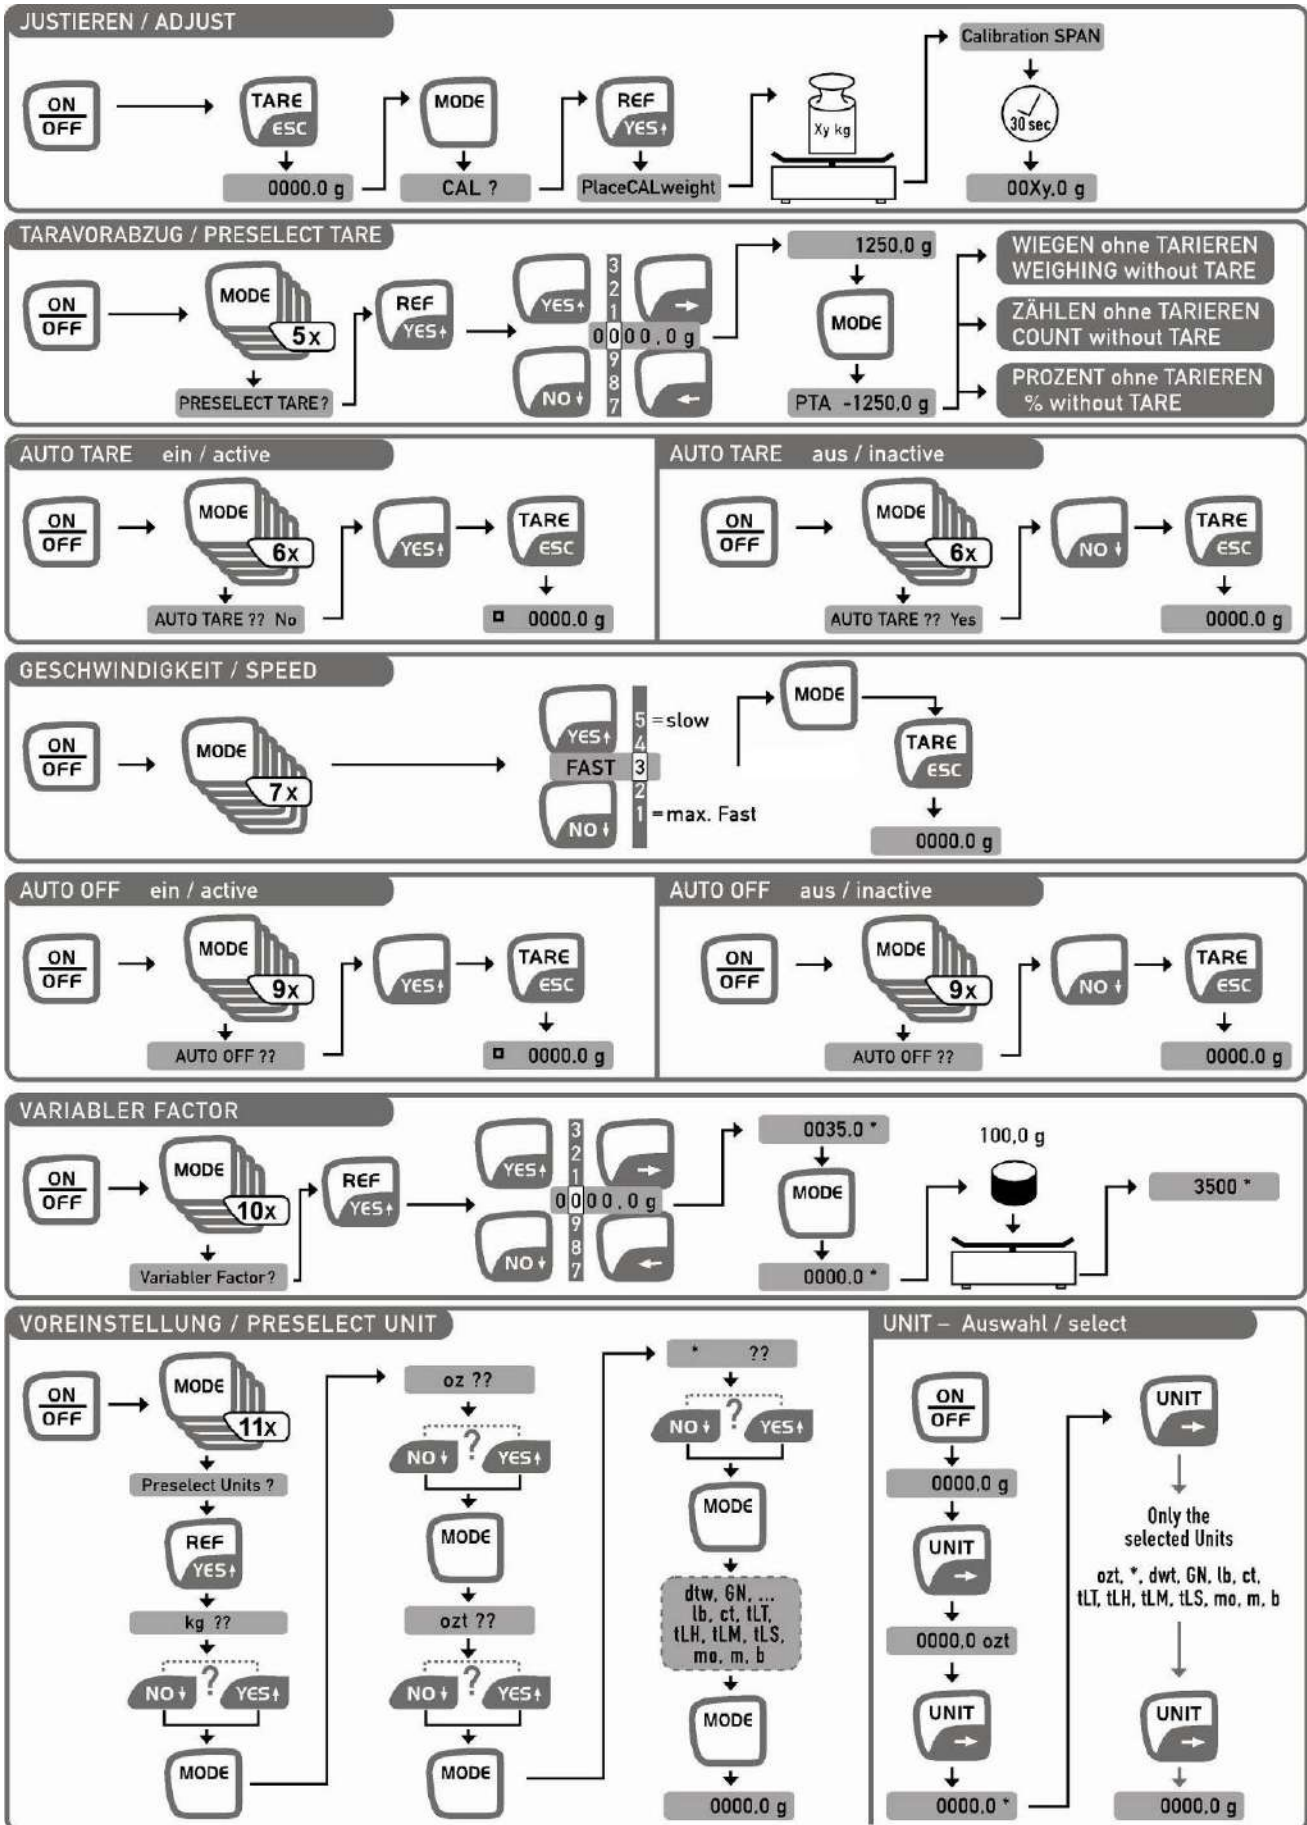 JUSTIEREN / ADJUST
ON
OFF
TARE
ESC
0000.0 g
MODE
CAL ?
REF
YES↑
PlaceCALweight
Xy kg
Calibration SPAN
30 sec
00Xy,0 g
TARAVORABZUG / PRESELECT TARE
ON
OFF
MODE
5x
PRESELECT TARE?
REF
YES↑
YES↑
→
3
2
1
0000,0 g
9
8
7
NO↓
←
1250,0 g
MODE
PTA -1250,0 g
WIEGEN ohne TARIEREN
WEIGHING without TARE
ZÄHLEN ohne TARIEREN
COUNT without TARE
PROZENT ohne TARIEREN
% without TARE
AUTO TARE ein / active
ON
OFF
MODE
6x
AUTO TARE ?? No
YES↑
TARE
ESC
0000.0 g
AUTO TARE aus / inactive
ON
OFF
MODE
6x
AUTO TARE ?? Yes
NO↓
TARE
ESC
0000.0 g
GESCHWINDIGKEIT / SPEED
ON
OFF
MODE
7x
YES↑
5 = slow
4
FAST 3
2
1 = max. Fast
NO↓
MODE
TARE
ESC
0000.0 g
AUTO OFF ein / active
ON
OFF
MODE
9x
AUTO OFF ??
YES↑
TARE
ESC
0000.0 g
AUTO OFF aus / inactive
ON
OFF
MODE
9x
AUTO OFF ??
NO↓
TARE
ESC
0000.0 g
VARIABLER FACTOR
ON
OFF
MODE
10x
Variabler Factor?
REF
YES↑
YES↑
→
3
2
1
0000,0 g
9
8
7
NO↓
←
0035.0 *
MODE
0000.0 *
100,0 g
3500 *
VOREINSTELLUNG / PRESELECT UNIT
ON
OFF
MODE
11x
Preselect Units ?
REF
YES↑
kg ??
NO↓ ? YES↑
MODE
oz ??
NO↓ ? YES↑
MODE
ozt ??
NO↓ ? YES↑
MODE
* ??
NO↓ ? YES↑
MODE
dtw, GN, ...
lb, ct, tLT,
tLH, tLM, tLS,
mo, m, b
MODE
0000,0 g
UNIT – Auswahl / select
ON
OFF
0000,0 g
UNIT
→
0000,0 ozt
UNIT
→
0000,0 *
UNIT
→
Only the
selected Units
ozt, *, dwt, GN, lb, ct,
tLT, tLH, tLM, tLS, mo, m, b
UNIT
→
0000,0 g